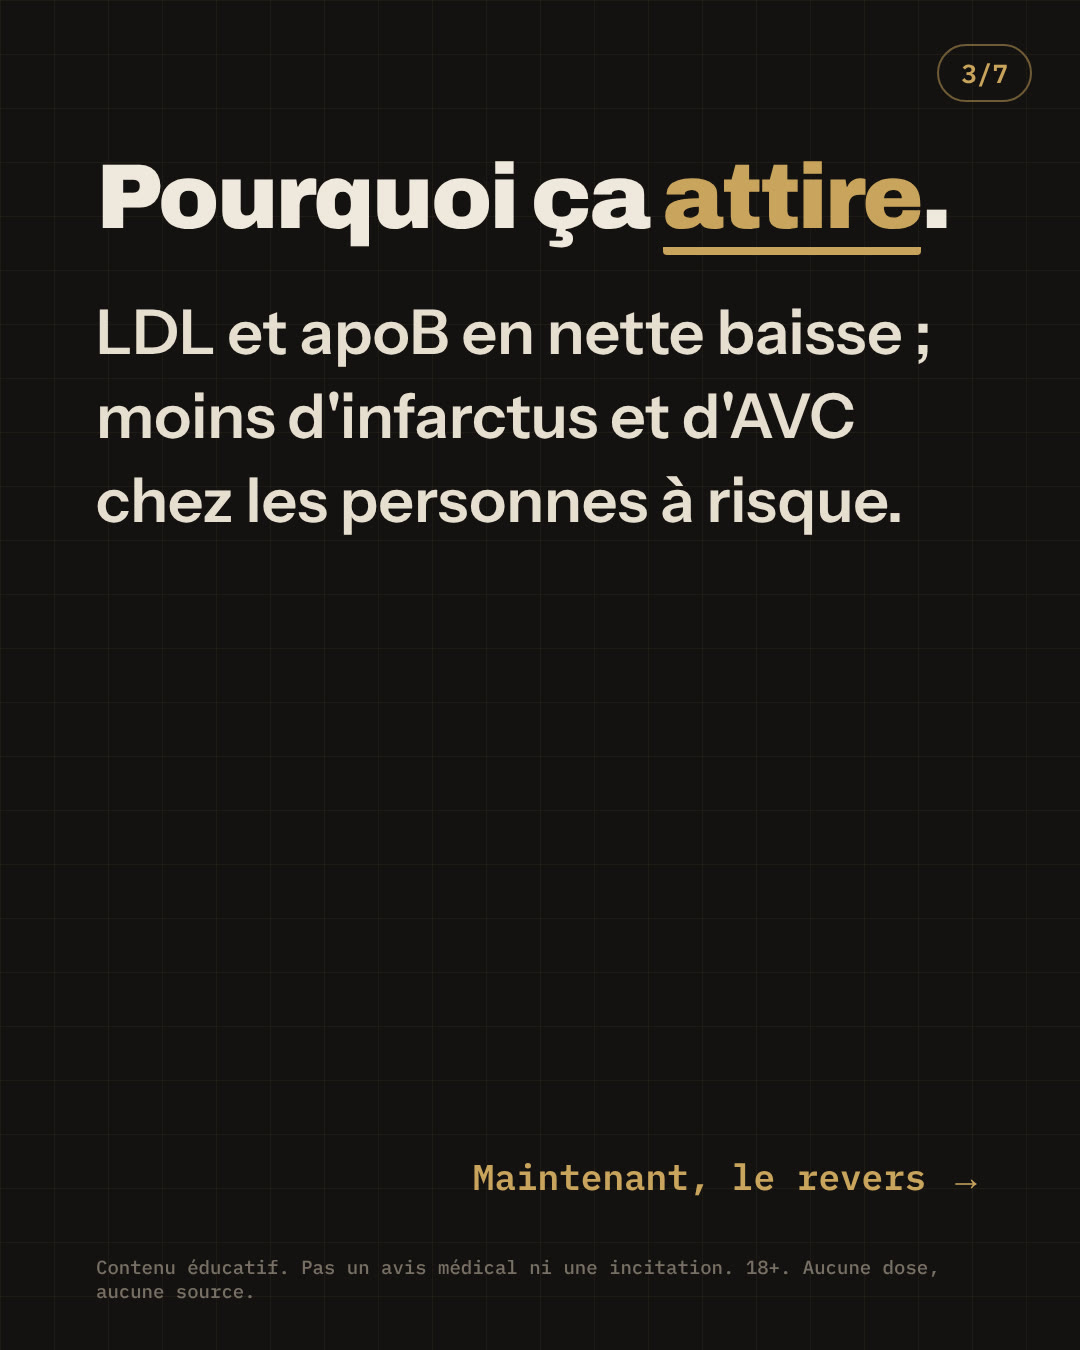 3/7
Pourquoi ça attire.
LDL et apoB en nette baisse ;
moins d'infarctus et d'AVC
chez les personnes à risque.
Maintenant, le revers →
Contenu éducatif. Pas un avis médical ni une incitation. 18+. Aucune dose,
aucune source.